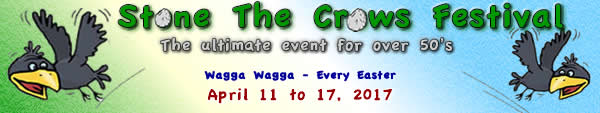 Stone The Crows Festival
The ultimate event for over 50's
Wagga Wagga - Every Easter
April 11 to 17, 2017